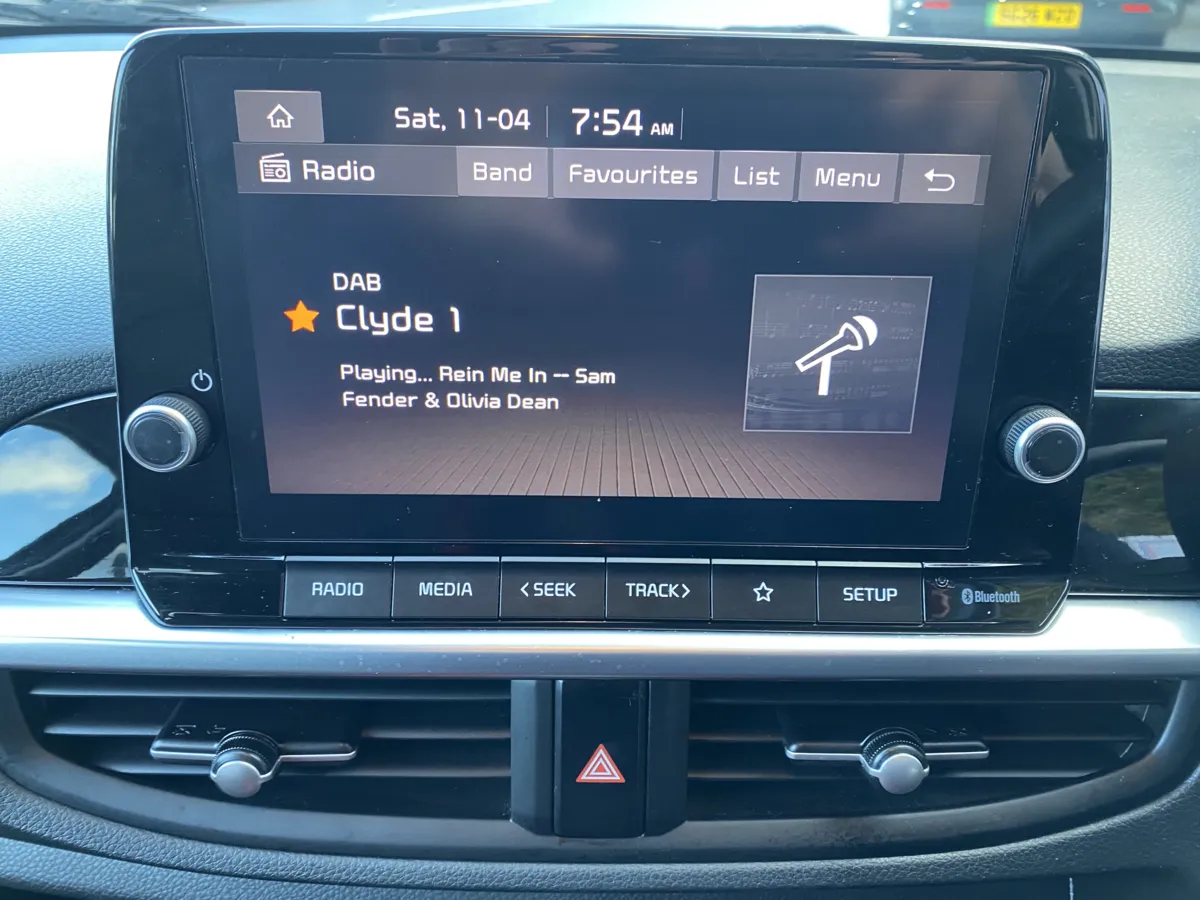 Sat, 11-04 7:54 AM
Radio Band Favourites List Menu
DAB
Clyde 1
Playing... Rein Me In -- Sam
Fender & Olivia Dean
RADIO MEDIA <SEEK TRACK> SETUP Bluetooth